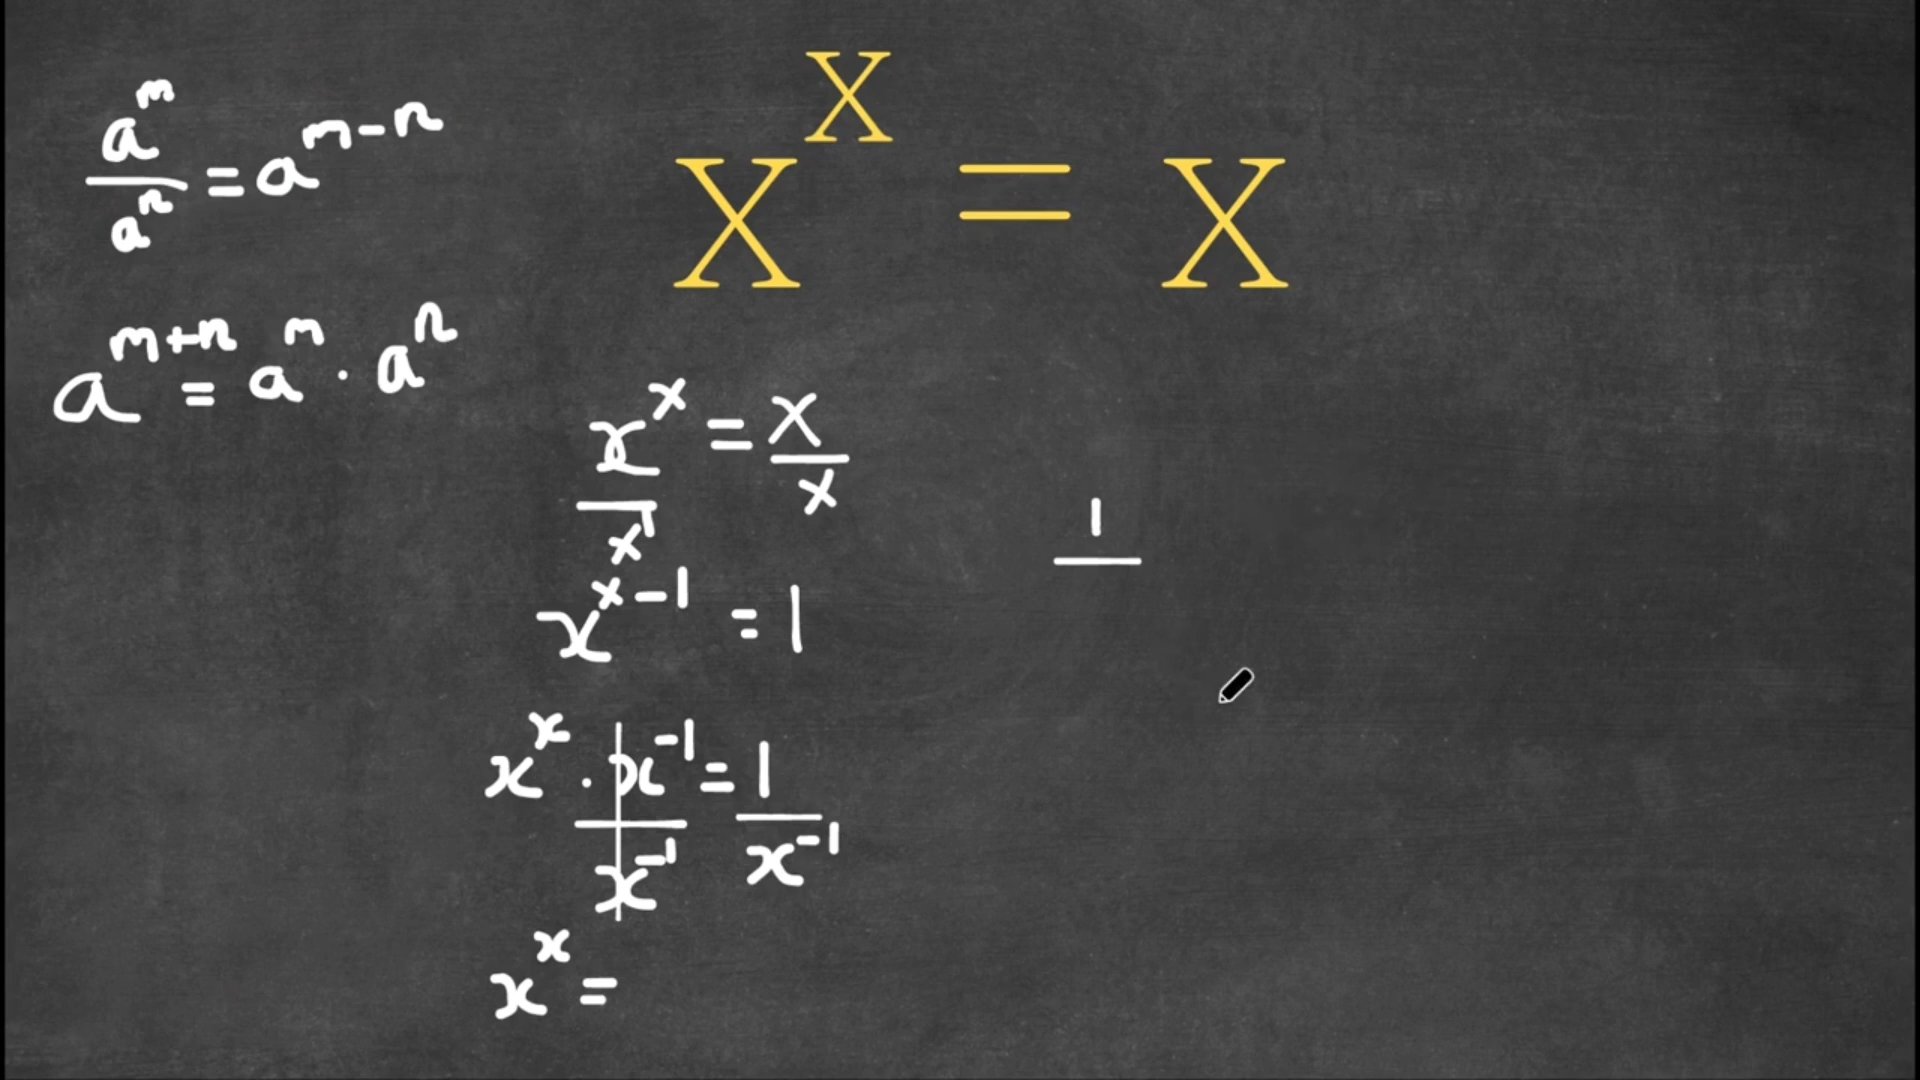 X^X = X
a^m/a^n = a^(m-n)
a^(m+n) = a^m · a^n
x^x/x^1 = x/x
x^(x-1) = 1
x^x · x^-1/x^-1 = 1/x^-1
x^x =
1